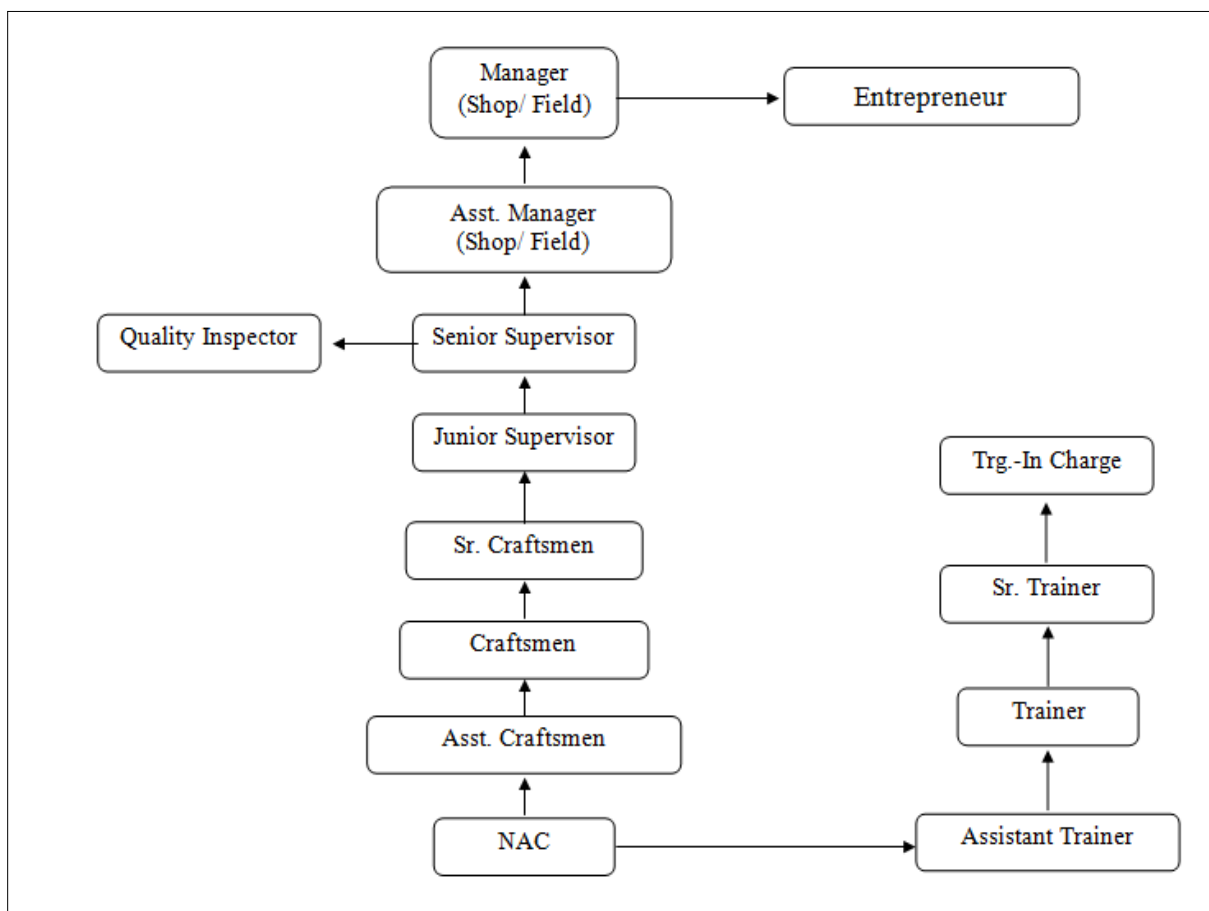 Manager
(Shop/ Field)
Entrepreneur
Asst. Manager
(Shop/ Field)
Quality Inspector
Senior Supervisor
Junior Supervisor
Trg.-In Charge
Sr. Craftsmen
Sr. Trainer
Craftsmen
Trainer
Asst. Craftsmen
NAC
Assistant Trainer